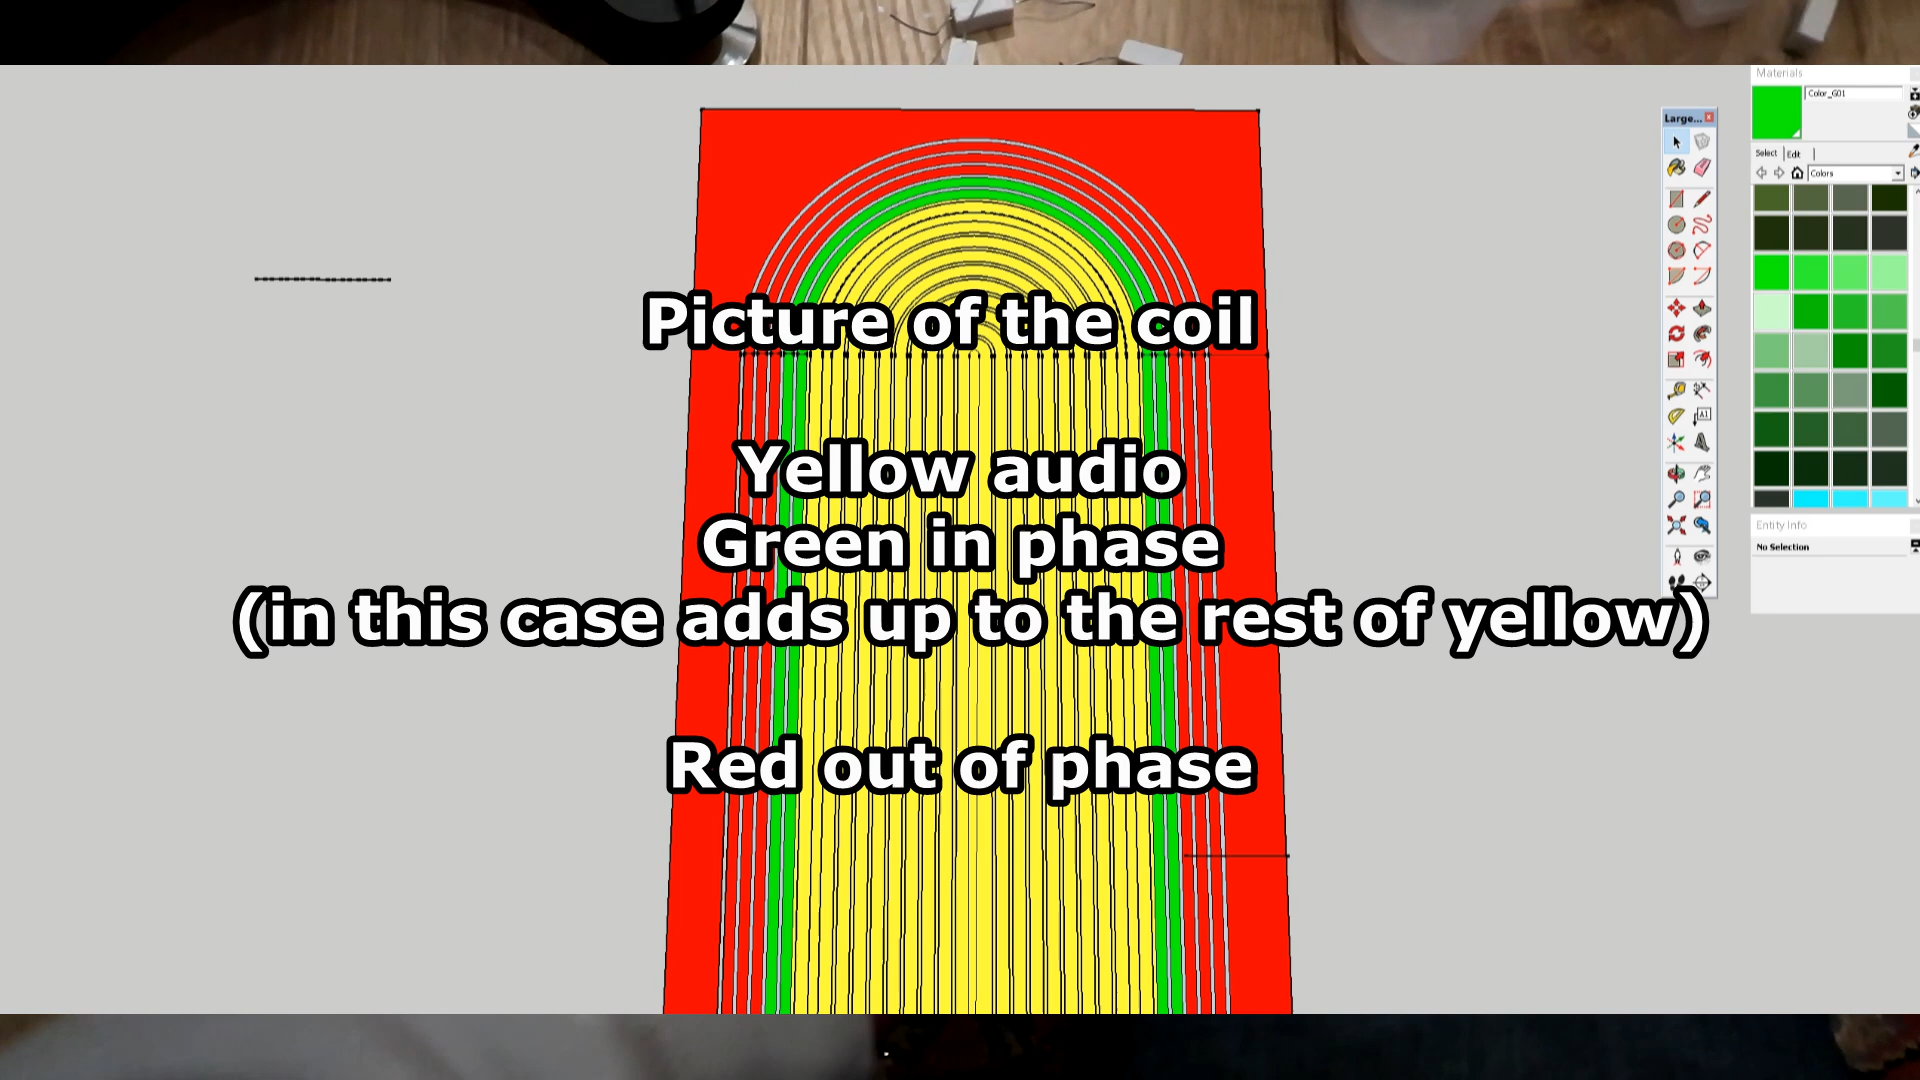 Materials
Color_G01
Large...
Select
Edit
Colors
Picture of the coil
Yellow audio
Green in phase
(in this case adds up to the rest of yellow)
Red out of phase
Entity Info
No Selection
A1